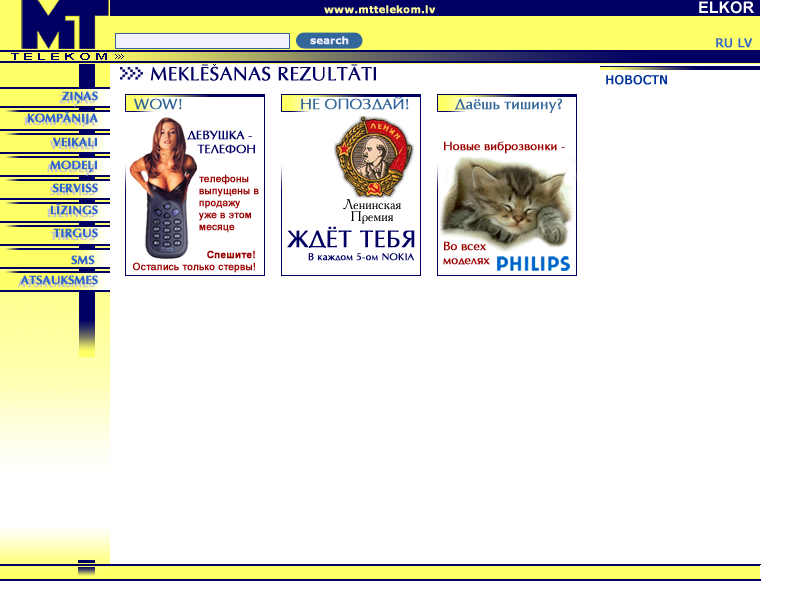 www.mttelekom.lv
ELKOR
MT
TELEKOM
search
RU LV
MEKLĒŠANAS REZULTĀTI
НОВОСТN
ZIŅAS
KOMPĀNIJA
VEIKALI
MODEĻI
SERVISS
LĪZINGS
TIRGUS
SMS
ATSAUKSMES
WOW!
ДЕВУШКА -
ТЕЛЕФОН
телефоны
выпущены в
продажу
уже в этом
месяце
Спешите!
Остались только стервы!
НЕ ОПОЗДАЙ!
ЛЕНИН
Ленинская
Премия
ЖДЁТ ТЕБЯ
В каждом 5-ом NOKIA
Даёшь тишину?
Новые виброзвонки -
Во всех
моделях PHILIPS